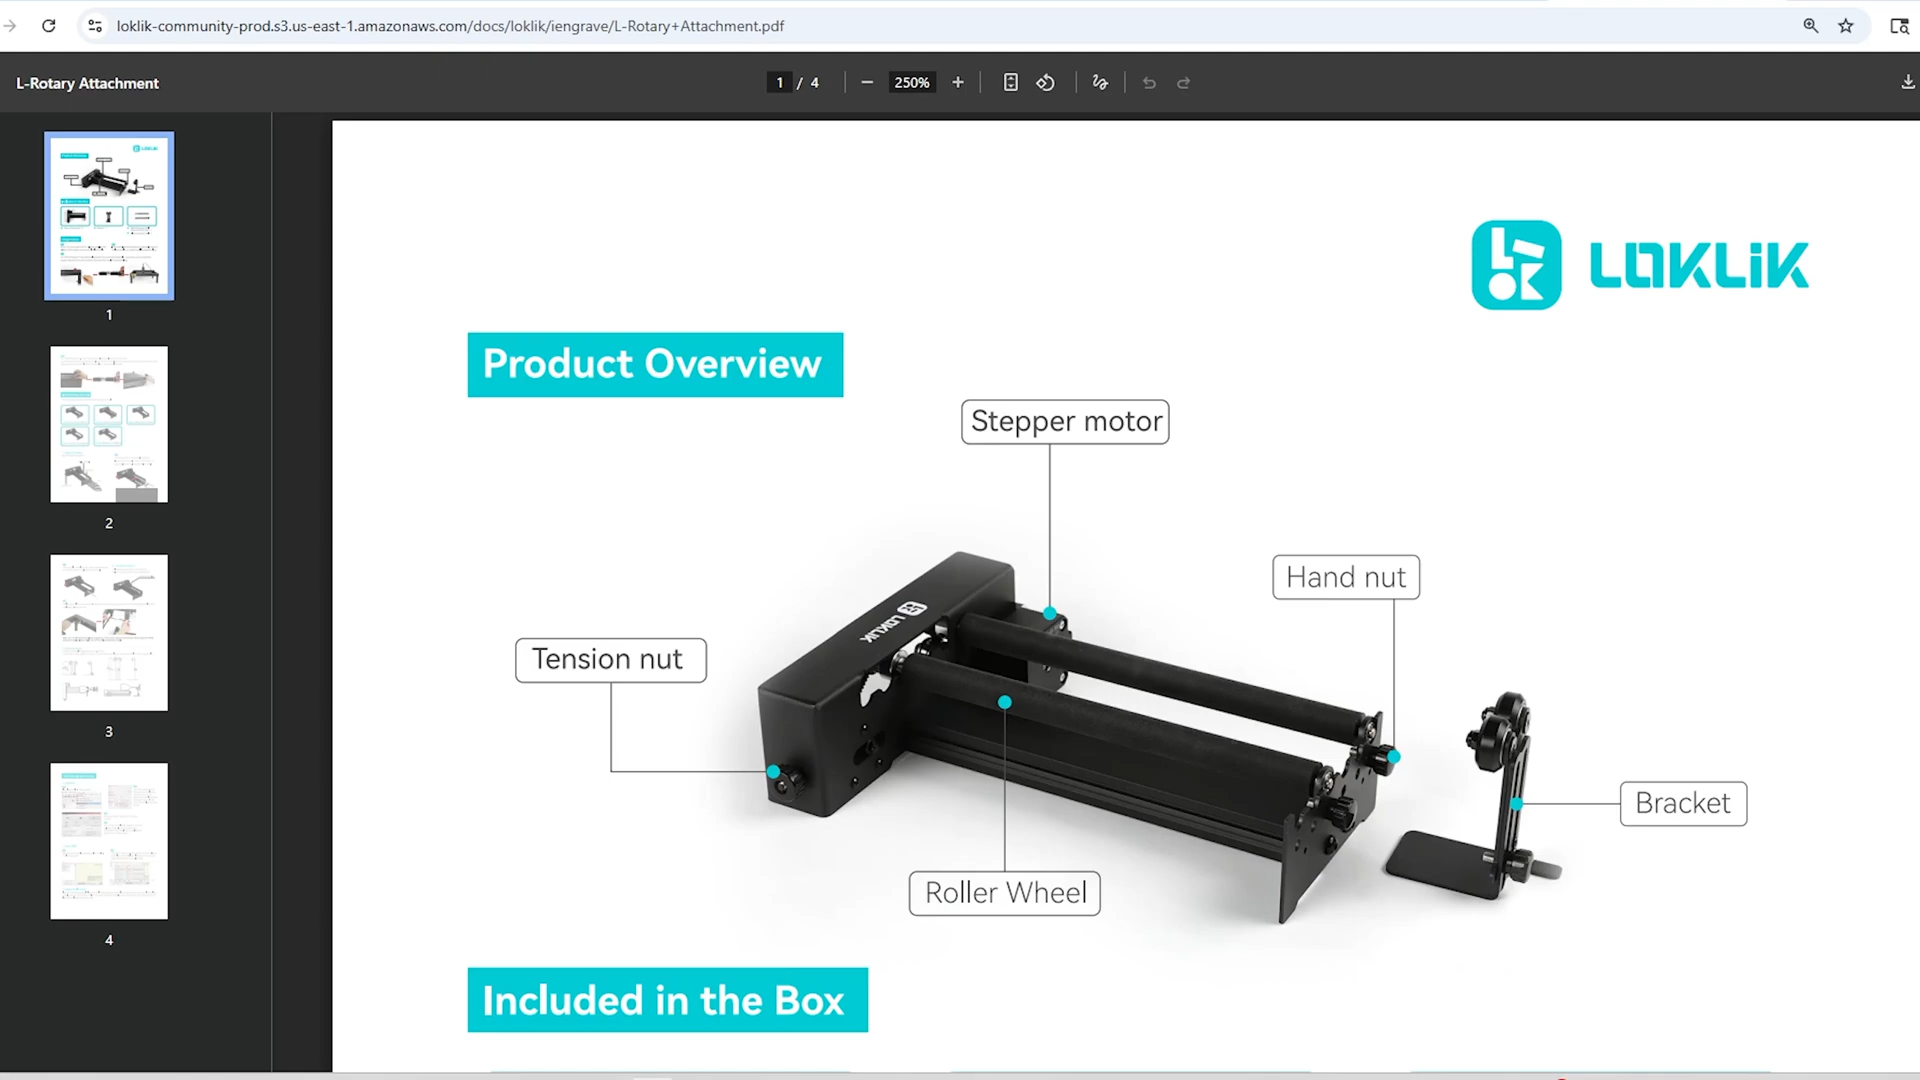 loklik-community-prod.s3.us-east-1.amazonaws.com/docs/loklik/iengrave/L-Rotary+Attachment.pdf
L-Rotary Attachment
1 / 4
250%
LOKLiK
Product Overview
Stepper motor
Hand nut
Tension nut
LOKLiK
Bracket
Roller Wheel
Included in the Box
1
2
3
4